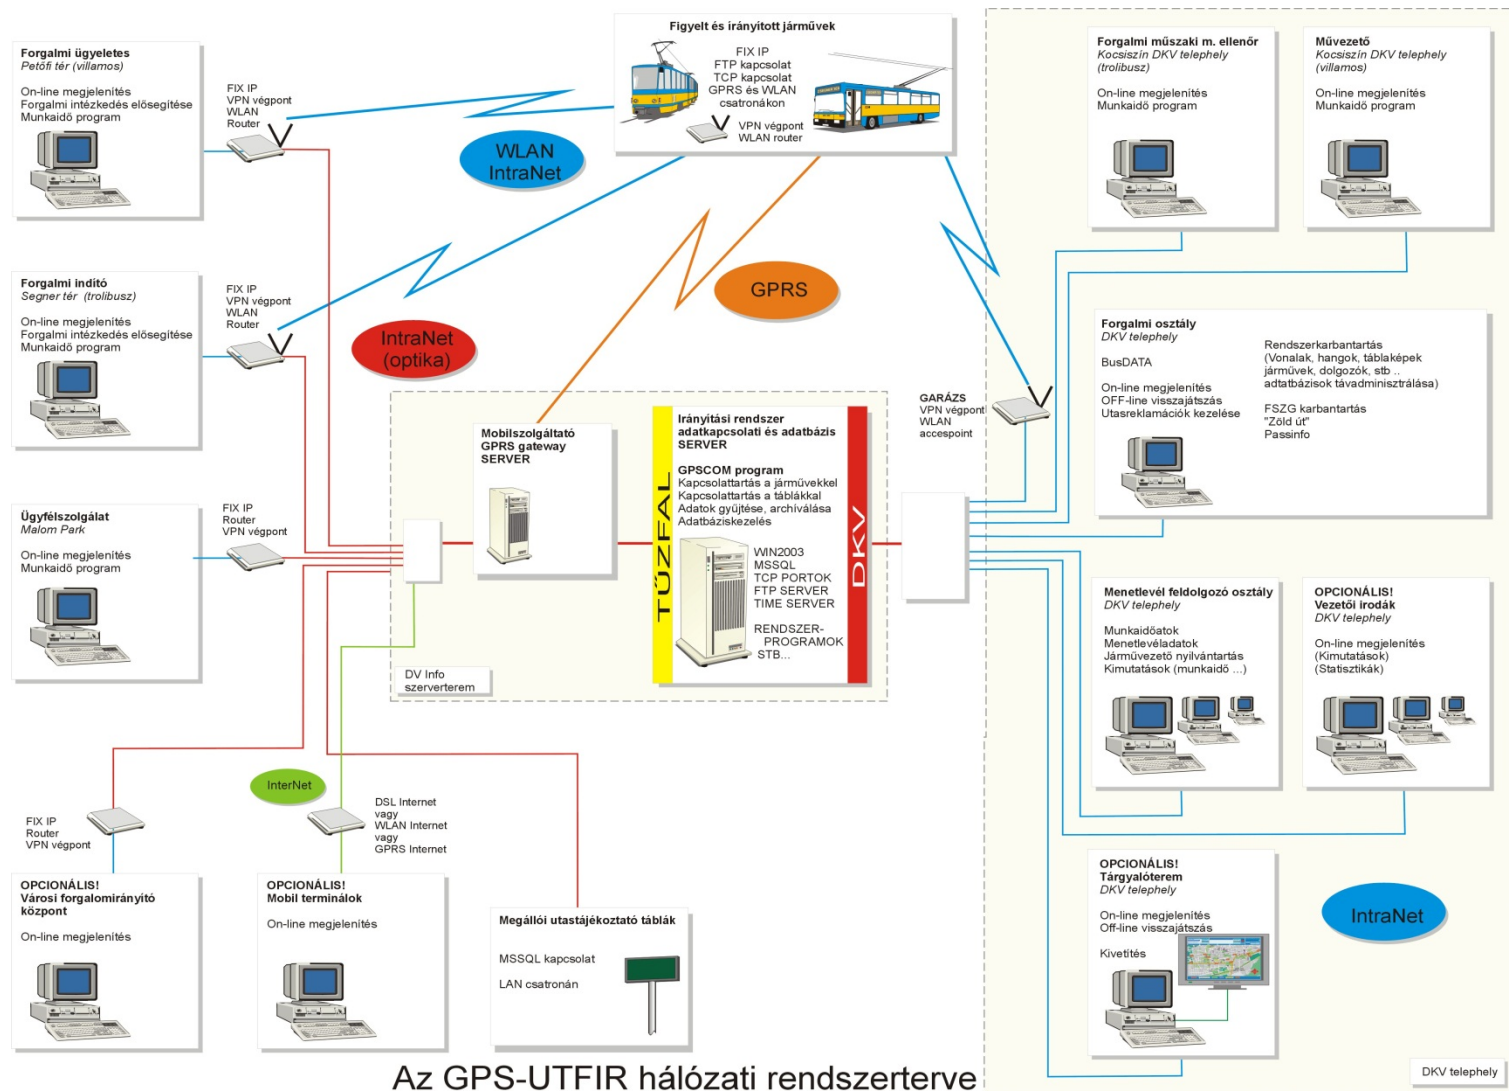 Forgalmi ügyeletes
Petőfi tér (villamos)
On-line megjelenítés
Forgalmi intézkedés elősegítése
Munkaidő program
FIX IP
VPN végpont
WLAN
Router
Figyelt és irányított járművek
FIX IP
FTP kapcsolat
TCP kapcsolat
GPRS és WLAN
csatronákon
VPN végpont
WLAN router
WLAN
IntraNet
Forgalmi műszaki m. ellenőr
Kocsiszín DKV telephely
(trolibusz)
On-line megjelenítés
Munkaidő program
Művezető
Kocsiszín DKV telephely
(villamos)
On-line megjelenítés
Munkaidő program
Forgalmi indító
Segner tér (trolibusz)
On-line megjelenítés
Forgalmi intézkedés elősegítése
Munkaidő program
FIX IP
VPN végpont
WLAN
Router
IntraNet
(optika)
GPRS
Forgalmi osztály
DKV telephely
BusDATA
On-line megjelenítés
OFF-line visszajátszás
Utasreklamációk kezelése
Rendszerkarbantartás
(Vonalak, hangok, táblaképek
járművek, dolgozók, stb ..
adtatbázisok távadminisztrálása)
FSZG karbantartás
"Zöld út"
Passinfo
GARÁZS
VPN végpont
WLAN
accespoint
Mobilszolgáltató
GPRS gateway
SERVER
TŰZFAL
Irányítási rendszer
adatkapcsolati és adatbázis
SERVER
GPSCOM program
Kapcsolattartás a járművekkel
Kapcsolattartás a táblákkal
Adatok gyűjtése, archíválása
Adatbáziskezelés
WIN2003
MSSQL
TCP PORTOK
FTP SERVER
TIME SERVER
RENDSZER-
PROGRAMOK
STB...
DKV
DV Info
szerverterem
Ügyfélszolgálat
Malom Park
On-line megjelenítés
Munkaidő program
FIX IP
Router
VPN végpont
Menetlevél feldolgozó osztály
DKV telephely
Munkaidőatok
Menetlevéladatok
Járművezető nyilvántartás
Kimutatások (munkaidő ...)
OPCIONÁLIS!
Vezetői irodák
DKV telephely
On-line megjelenítés
(Kimutatások)
(Statisztikák)
InterNet
FIX IP
Router
VPN végpont
DSL Internet
vagy
WLAN Internet
vagy
GPRS Internet
OPCIONÁLIS!
Városi forgalomirányító
központ
On-line megjelenítés
OPCIONÁLIS!
Mobil terminálok
On-line megjelenítés
Megállói utastájékoztató táblák
MSSQL kapcsolat
LAN csatronán
OPCIONÁLIS!
Tárgyalóterem
DKV telephely
On-line megjelenítés
Off-line visszajátszás
Kivetítés
IntraNet
Az GPS-UTFIR hálózati rendszerterve
DKV telephely